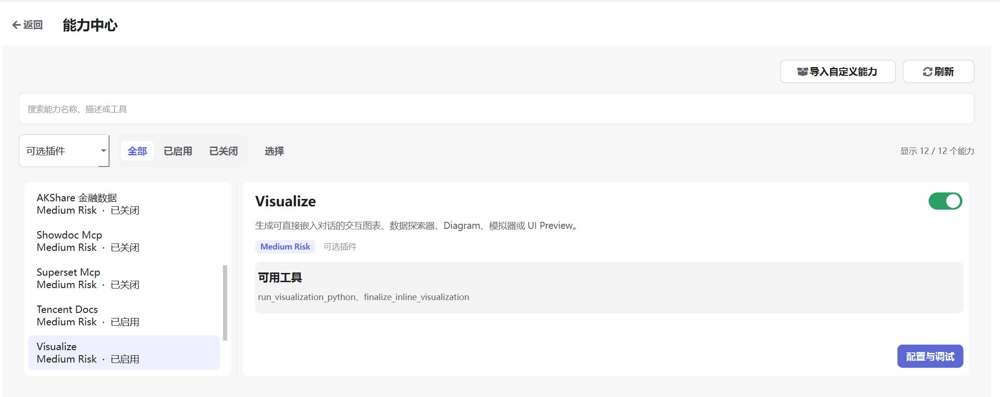 返回
能力中心
导入自定义能力
刷新
搜索能力名称、描述或工具
可选插件
全部
已启用
已关闭
选择
显示 12 / 12 个能力
AKShare 金融数据
Medium Risk · 已关闭
Showdoc Mcp
Medium Risk · 已关闭
Superset Mcp
Medium Risk · 已关闭
Tencent Docs
Medium Risk · 已启用
Visualize
Medium Risk · 已启用
Visualize
生成可直接嵌入对话的交互图表、数据探索器、Diagram、模拟器或 UI Preview。
Medium Risk 可选插件
可用工具
run_visualization_python、finalize_inline_visualization
配置与调试